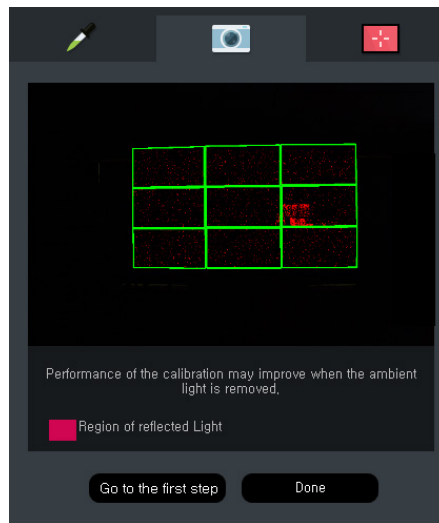 Performance of the calibration may improve when the ambient
light is removed,
Region of reflected Light
Go to the first step
Done